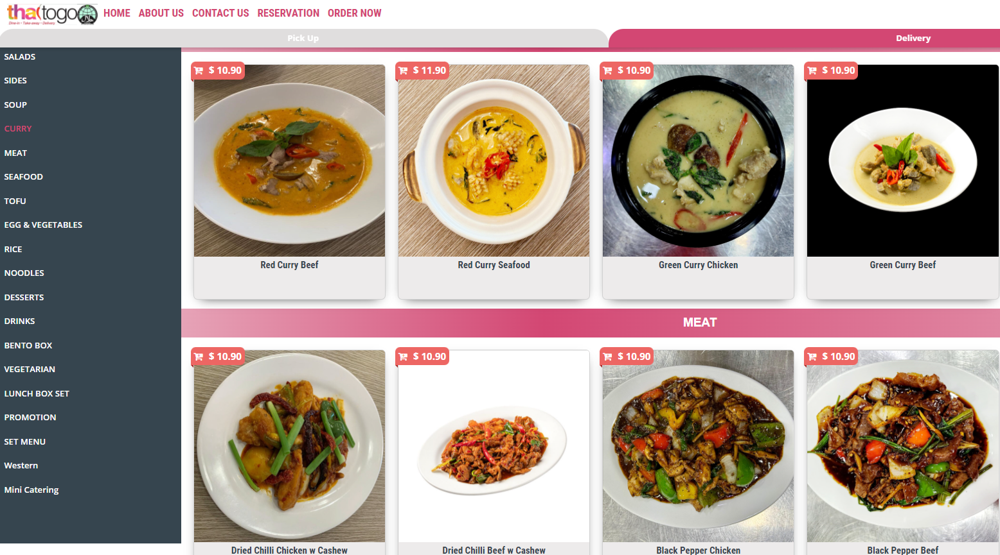 thai togo
Dine-in • Take-away • Delivery
HOME ABOUT US CONTACT US RESERVATION ORDER NOW
Pick Up
Delivery
SALADS
SIDES
SOUP
CURRY
MEAT
SEAFOOD
TOFU
EGG & VEGETABLES
RICE
NOODLES
DESSERTS
DRINKS
BENTO BOX
VEGETARIAN
LUNCH BOX SET
PROMOTION
SET MENU
Western
Mini Catering
$ 10.90
$ 11.90
$ 10.90
$ 10.90
Red Curry Beef
Red Curry Seafood
Green Curry Chicken
Green Curry Beef
MEAT
$ 10.90
$ 10.90
$ 10.90
$ 10.90
Dried Chilli Chicken w Cashew
Dried Chilli Beef w Cashew
Black Pepper Chicken
Black Pepper Beef